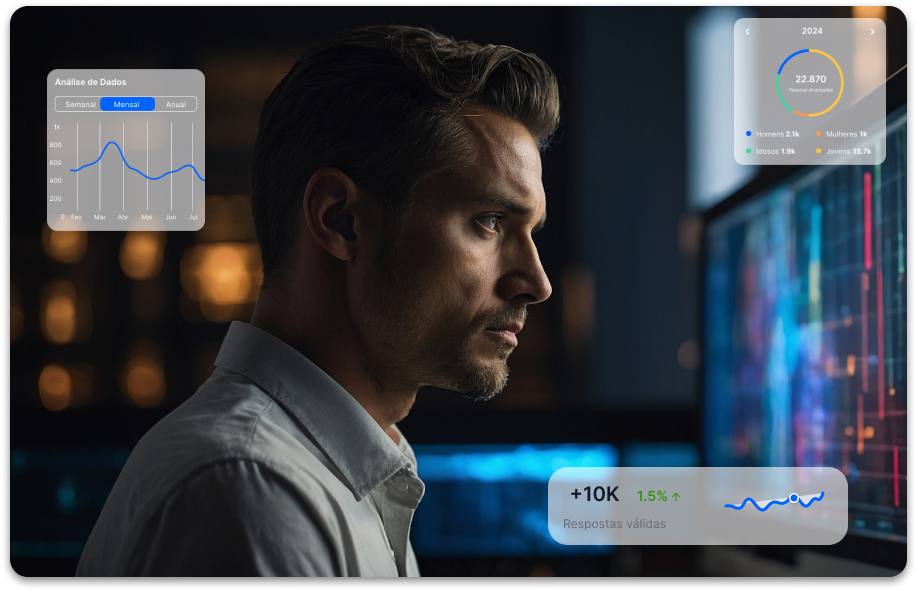 Análise de Dados
Semanal Mensal Anual
1k
800
600
400
200
0 Fev Mar Abr Mai Jun Jul
2024
22.870
Pessoas alcançadas
Homens 2.1k Mulheres 1k
Idosos 1.9k Jovens 15.7k
+10K 1.5%
Respostas válidas